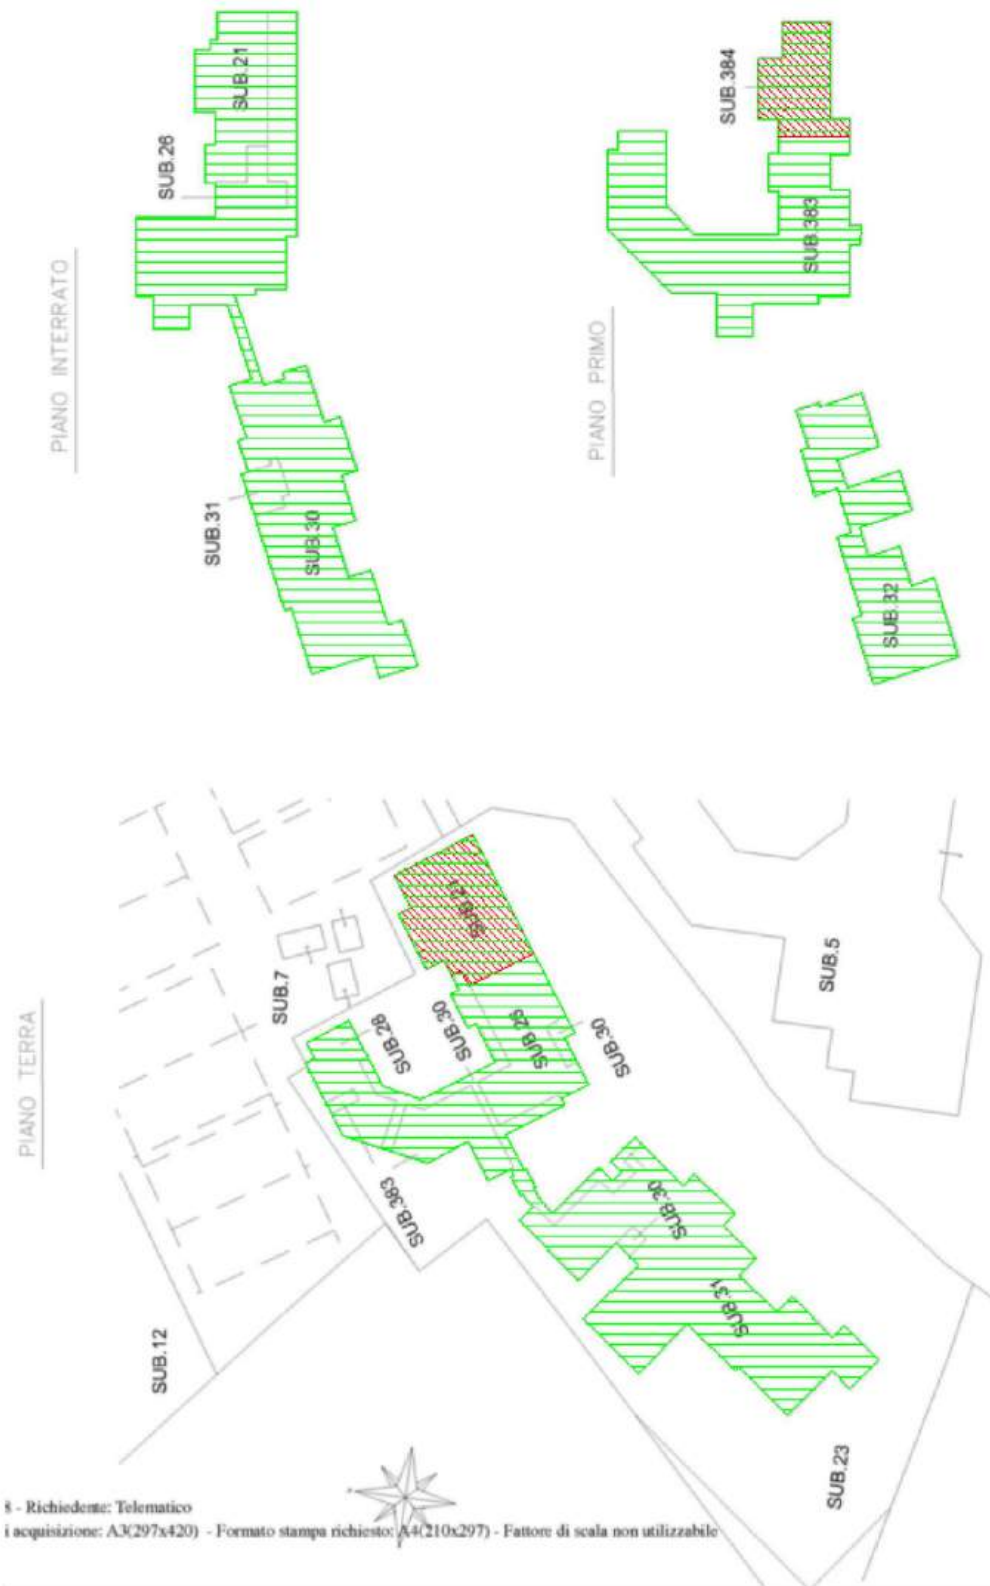 SUB.21
SUB.26
PIANO INTERRATO
SUB.31
SUB.30
SUB.384
SUB.383
PIANO PRIMO
SUB.32
PIANO TERRA
SUB.7
SUB.28
SUB.30
SUB.26
SUB.30
SUB.5
SUB.383
SUB.30
SUB.31
SUB.12
SUB.23
8 - Richiedente: Telematico
i acquisizione: A3(297x420) - Formato stampa richiesto: A4(210x297) - Fattore di scala non utilizzabile